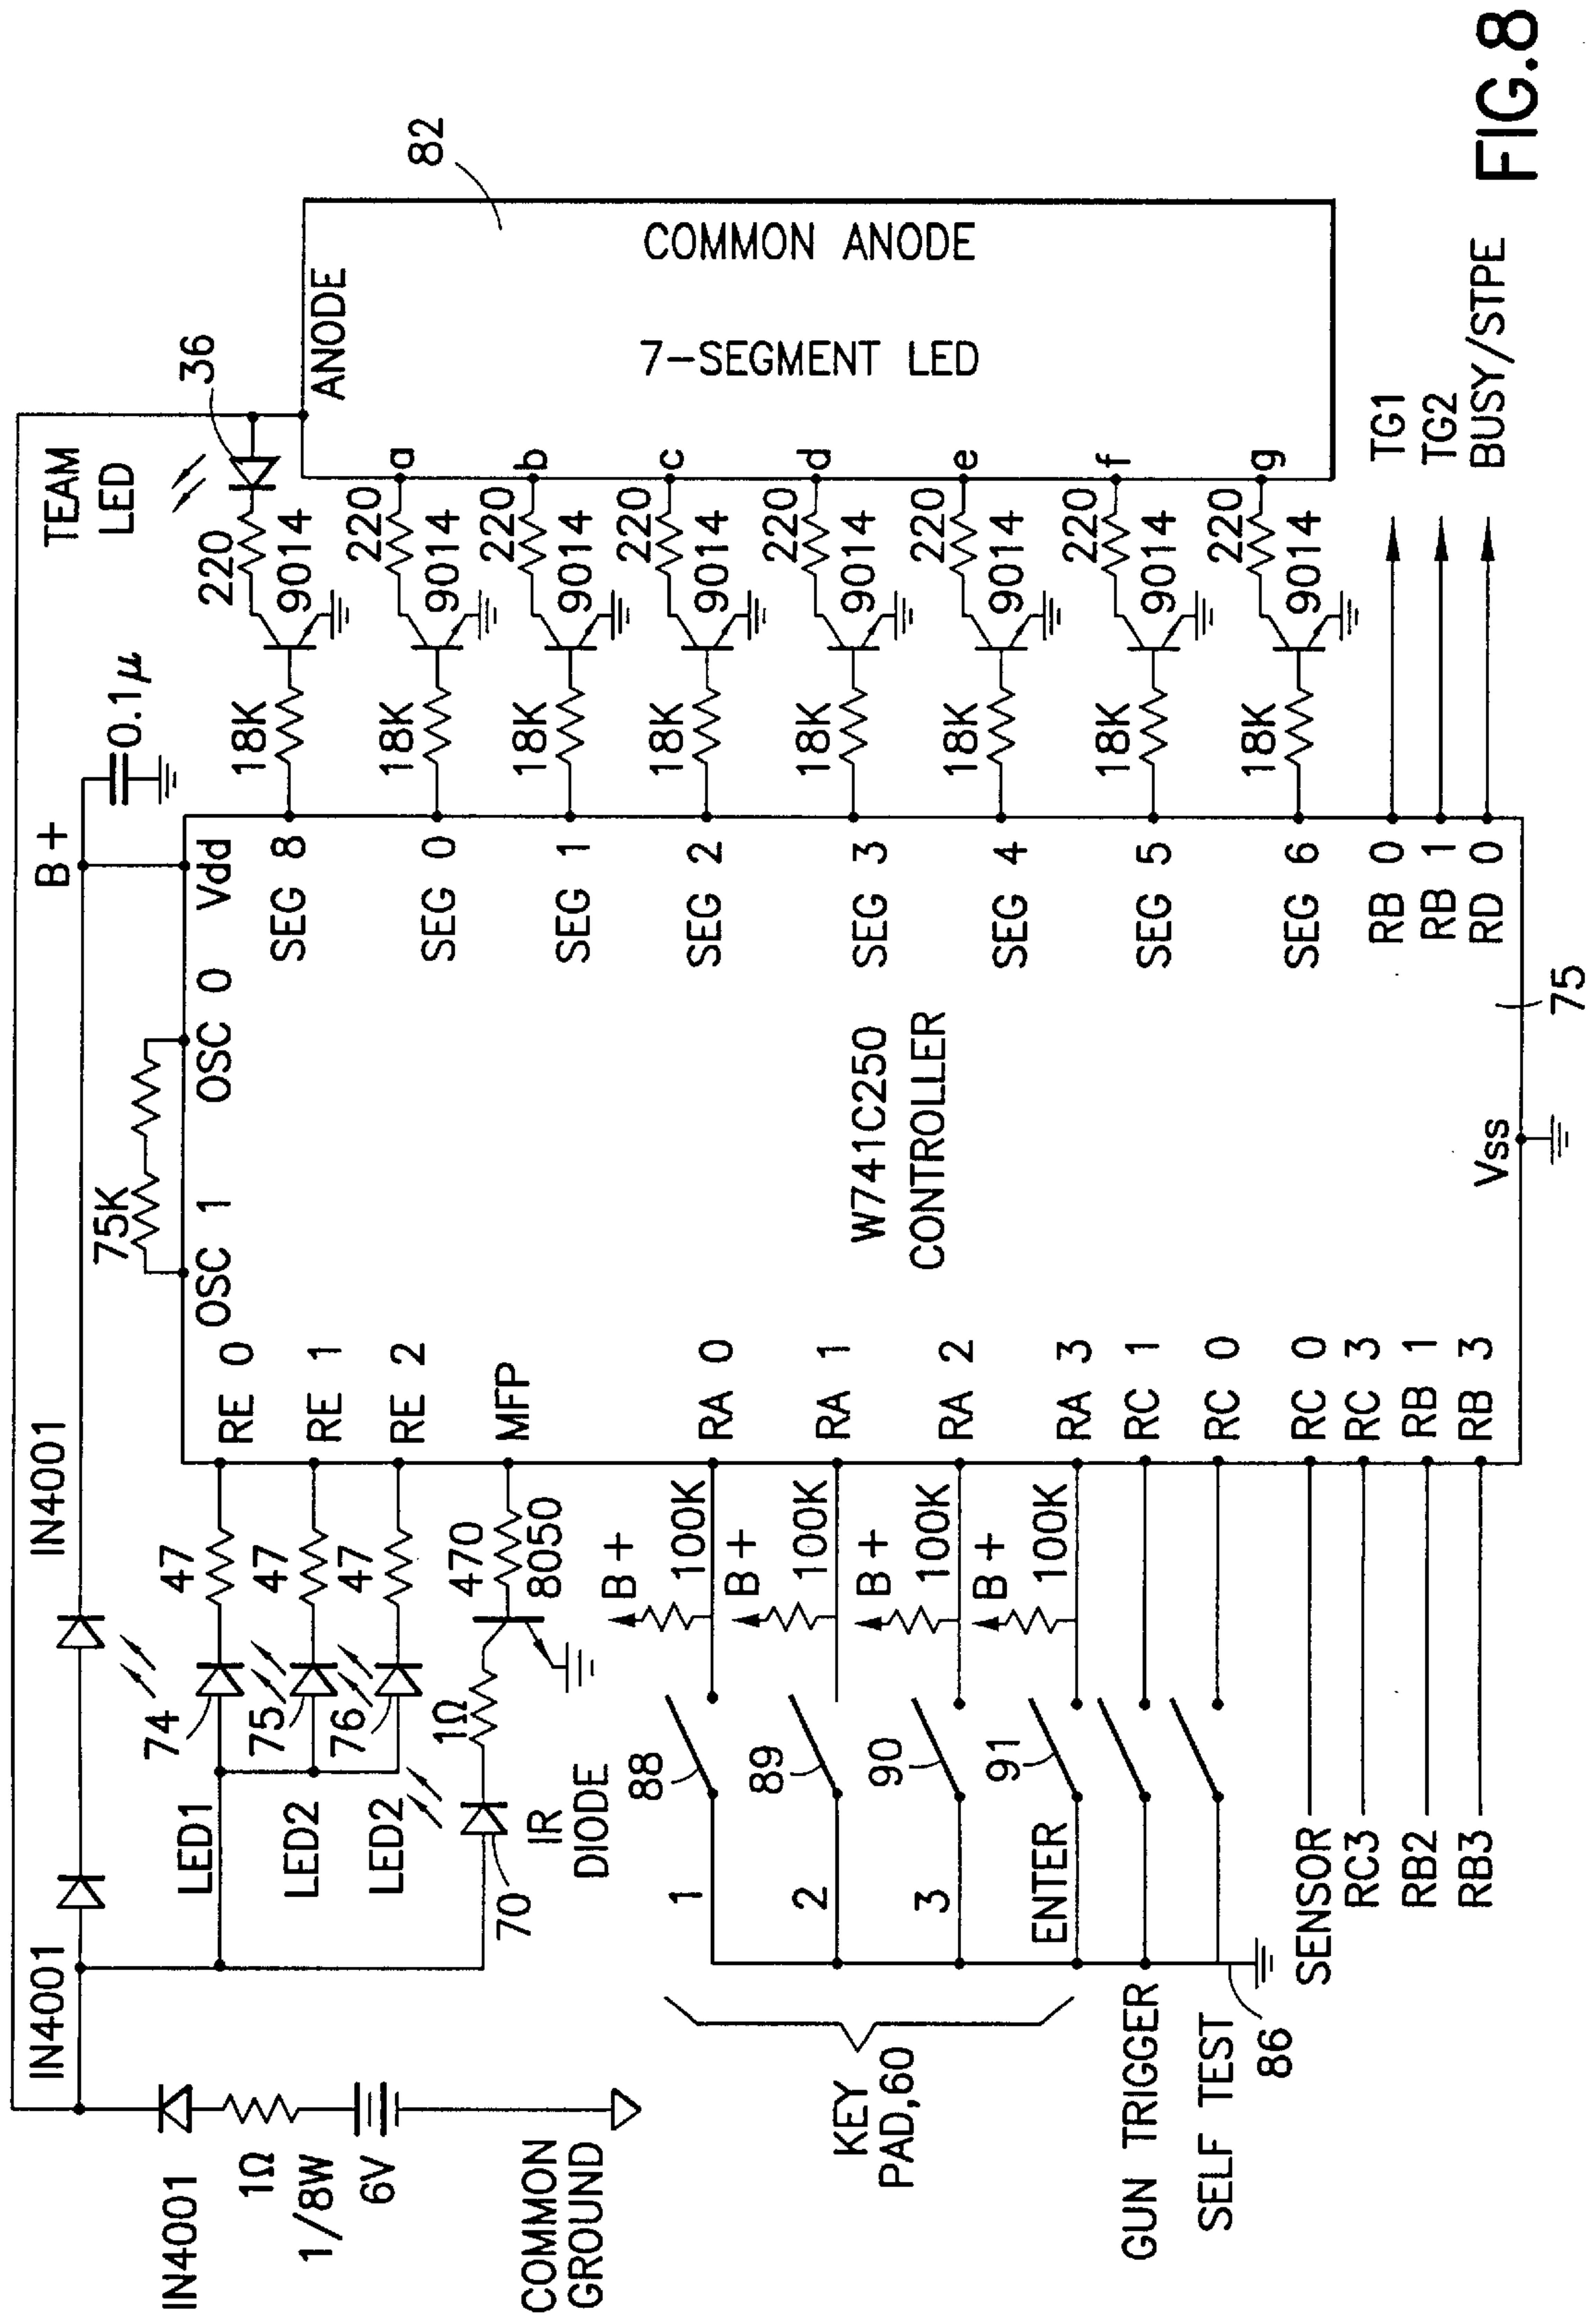 IN4001
1Ω
1/8W
6V
COMMON
GROUND
IN4001
IN4001
B+
0.1μ
TEAM
LED
36
LED1
LED2
LED2
74
75
76
47
47
47
70
IR
DIODE
1Ω
470
8050
RE 0
RE 1
RE 2
MFP
75K
OSC 1
OSC 0
Vdd
KEY
PAD,60
1
2
3
ENTER
88
89
90
91
B+
100K
B+
100K
B+
100K
B+
100K
RA 0
RA 1
RA 2
RA 3
RC 1
RC 0
RC 0
RC 3
RB 1
RB 3
GUN TRIGGER
SELF TEST
86
SENSOR
RC3
RB2
RB3
W741C250
CONTROLLER
Vss
75
SEG 8
SEG 0
SEG 1
SEG 2
SEG 3
SEG 4
SEG 5
SEG 6
RB 0
RB 1
RD 0
18K
18K
18K
18K
18K
18K
18K
18K
220
9014
220
9014
220
9014
220
9014
220
9014
220
9014
220
9014
220
9014
a
b
c
d
e
f
g
ANODE
COMMON ANODE
7-SEGMENT LED
82
TG1
TG2
BUSY/STPE
FIG.8